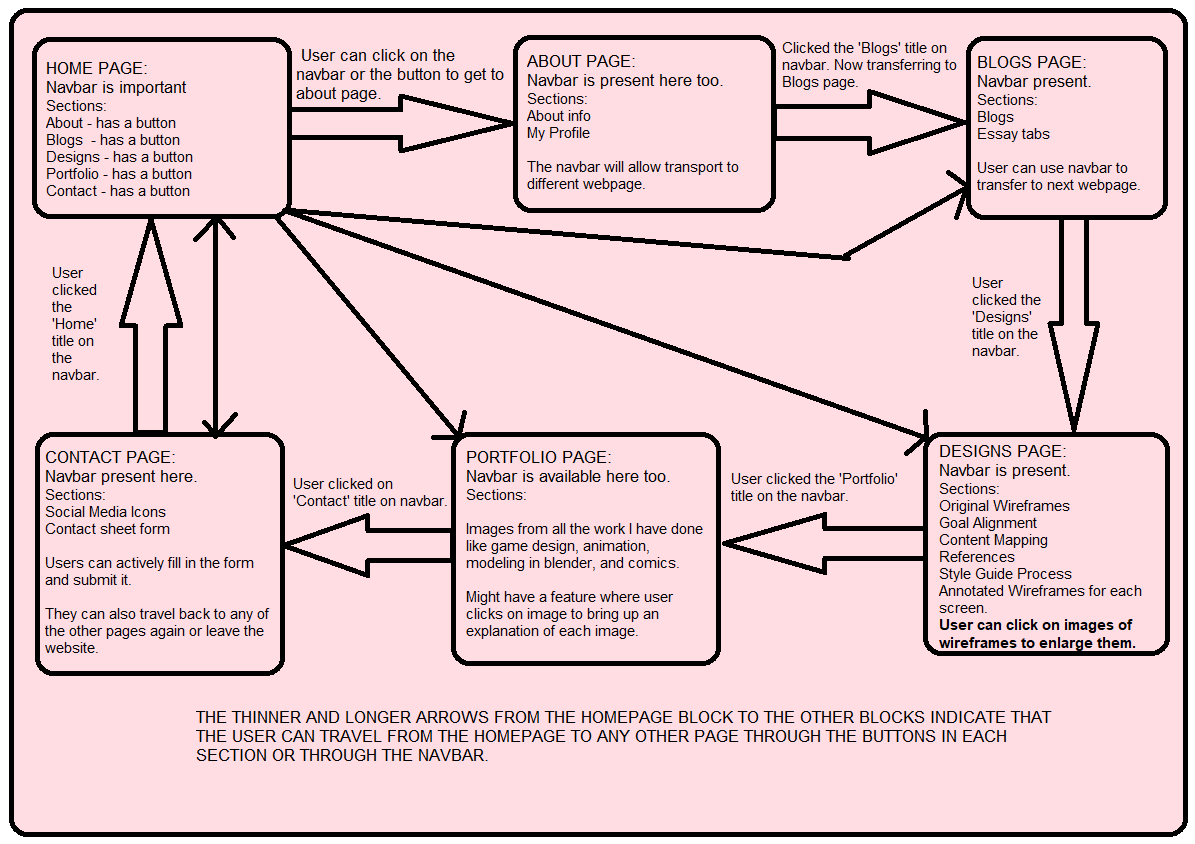 HOME PAGE:
Navbar is important
Sections:
About - has a button
Blogs  - has a button
Designs - has a button
Portfolio - has a button
Contact - has a button
User can click on the
navbar or the button to get to
about page.
ABOUT PAGE:
Navbar is present here too.
Sections:
About info
My Profile
The navbar will allow transport to
different webpage.
Clicked the 'Blogs' title on
navbar. Now transferring to
Blogs page.
BLOGS PAGE:
Navbar present.
Sections:
Blogs
Essay tabs
User can use navbar to
transfer to next webpage.
User
clicked the
'Designs'
title on the
navbar.
DESIGNS PAGE:
Navbar is present.
Sections:
Original Wireframes
Goal Alignment
Content Mapping
References
Style Guide Process
Annotated Wireframes for each
screen.
User can click on images of
wireframes to enlarge them.
User clicked the 'Portfolio'
title on the navbar.
PORTFOLIO PAGE:
Navbar is available here too.
Sections:
Images from all the work I have done
like game design, animation,
modeling in blender, and comics.
Might have a feature where user
clicks on image to bring up an
explanation of each image.
User clicked on
'Contact' title on navbar.
CONTACT PAGE:
Navbar present here.
Sections:
Social Media Icons
Contact sheet form
Users can actively fill in the form
and submit it.
They can also travel back to any of
the other pages again or leave the
website.
User
clicked
the
'Home'
title on
the
navbar.
THE THINNER AND LONGER ARROWS FROM THE HOMEPAGE BLOCK TO THE OTHER BLOCKS INDICATE THAT
THE USER CAN TRAVEL FROM THE HOMEPAGE TO ANY OTHER PAGE THROUGH THE BUTTONS IN EACH
SECTION OR THROUGH THE NAVBAR.